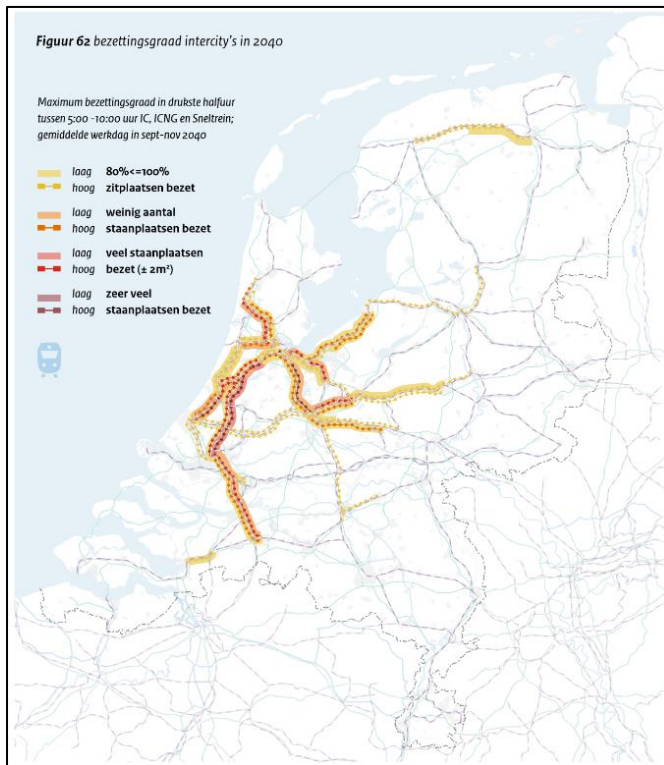 Figuur 62 bezettingsgraad intercity's in 2040
Maximum bezettingsgraad in drukste halfuur
tussen 5:00 -10:00 uur IC, ICNG en Sneltrein;
gemiddelde werkdag in sept-nov 2040
laag 80%<=100%
hoog zitplaatsen bezet
laag weinig aantal
hoog staanplaatsen bezet
laag veel staanplaatsen
hoog bezet (± 2m²)
laag zeer veel
hoog staanplaatsen bezet